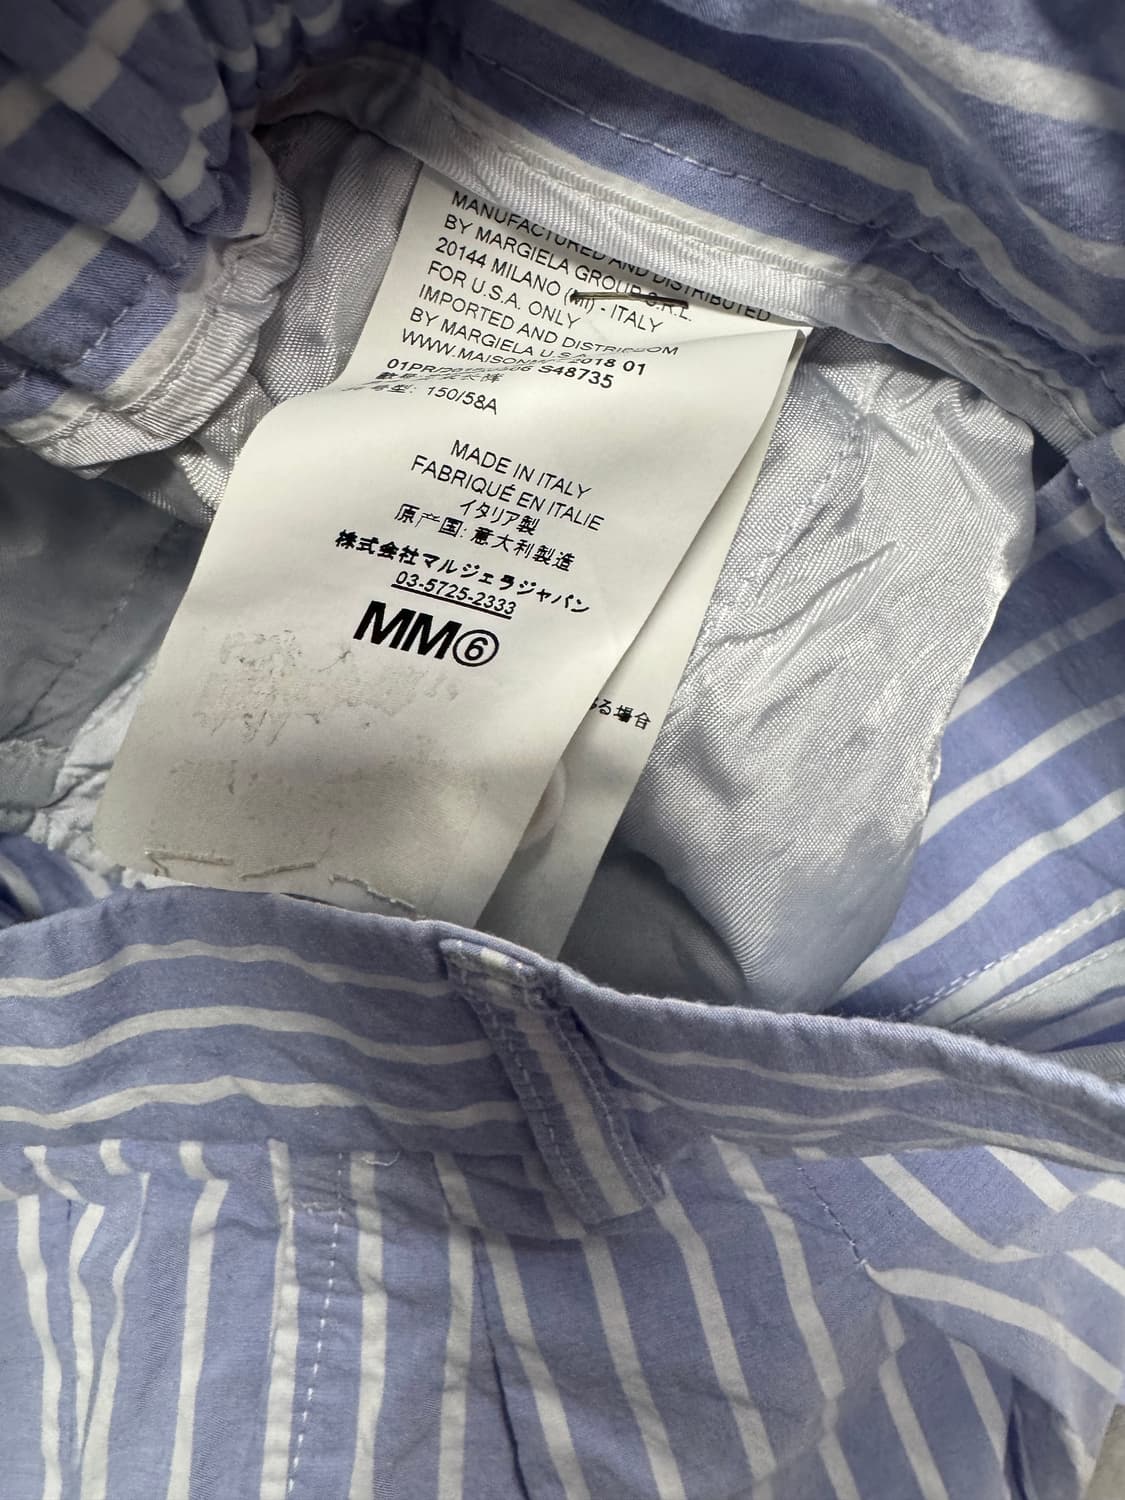 MANUFACTURED AND DISTRIBUTED
BY MARGIELA GROUP S.R.L.
20144 MILANO (MI) - ITALY
FOR U.S.A. ONLY
IMPORTED AND
BY MARGIELA U.S.A. 2018 01
S48735
型: 150/58A
MADE IN ITALY
FABRIQUÉ EN ITALIE
イタリア製
原产国: 意大利製造
株式会社マルジェラジャパン
03-5725-2333
MM⑥
る場合